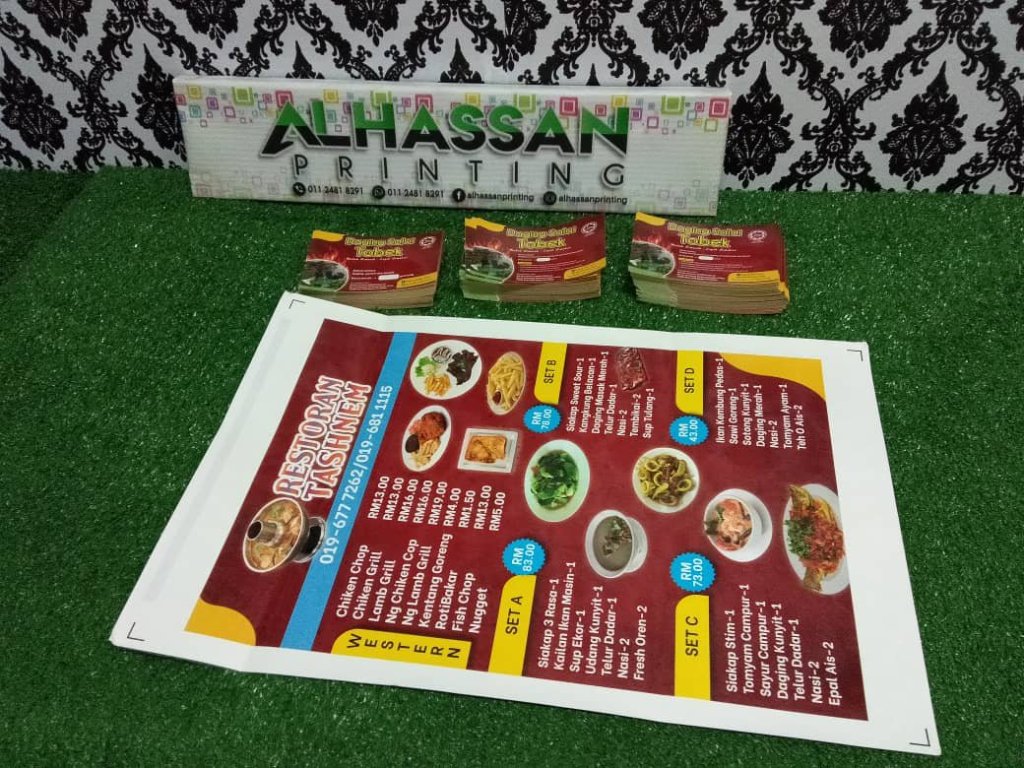 ALHASSAN
PRINTING
011 2481 8291 011 2481 8291 alhassanprinting alhassanprinting
Daging Salai
Tobek
Daging Salai
Tobek
Daging Salai
Tobek
RESTORAN
TASHNEM
019-677 7262/019-681 1115
WESTERN
Chiken Chop RM13.00
Chiken Grill RM13.00
Lamb Grill RM16.00
Ng Chiken Cop RM16.00
Ng Lamb Grill RM19.00
Kentang Goreng RM4.00
RotiBakar RM1.50
Fish Chop RM13.00
Nugget RM5.00
SET A
RM
83.00
Siakap 3 Rasa-1
Kailan Ikan Masin-1
Sup Ekor-1
Udang Kunyit-1
Telur Dadar-1
Nasi-2
Fresh Oren-2
SET B
RM
78.00
Siakap Sweet Sour-1
Kangkung Belacan-1
Daging Masak Merah-1
Telur Dadar-1
Nasi-2
Tembikai-2
Sup Tulang-1
SET C
RM
73.00
Siakap Stim-1
Tomyam Campur-1
Sayur Campur-1
Daging Kunyit-1
Telur Dadar-1
Nasi-2
Epal Ais-2
SET D
RM
43.00
Ikan Kembung Pedas-1
Sawi Goreng-1
Sotong Kunyit-1
Daging Merah-1
Nasi-2
Tomyam Ayam-1
Teh O Ais-2